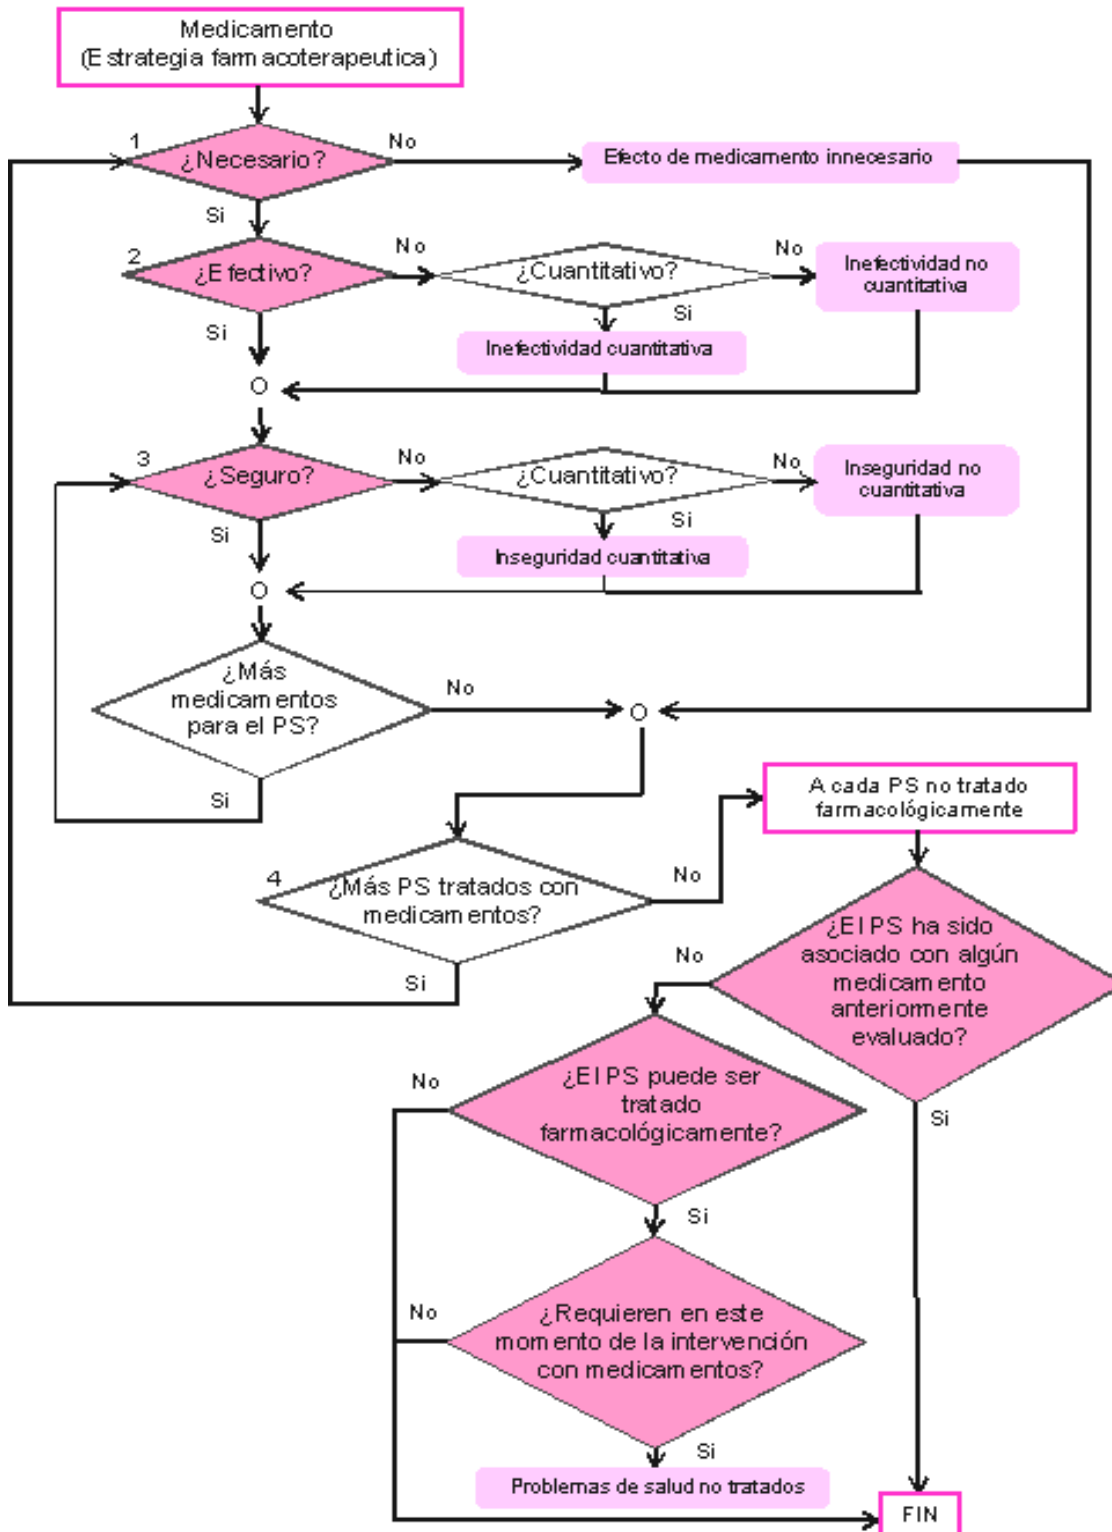 Medicamento
(Estrategia farmacoterapeutica)
1
¿Necesario?
No
Efecto de medicamento innecesario
Si
2
¿Efectivo?
No
¿Cuantitativo?
No
Inefectividad no
cuantitativa
Si
Si
Inefectividad cuantitativa
O
3
¿Seguro?
No
¿Cuantitativo?
No
Inseguridad no
cuantitativa
Si
Si
Inseguridad cuantitativa
O
¿Más
medicamentos
para el PS?
No
O
Si
A cada PS no tratado
farmacológicamente
4
¿Más PS tratados con
medicamentos?
No
Si
¿El PS ha sido
asociado con algún
medicamento
anteriormente
evaluado?
No
Si
¿El PS puede ser
tratado
farmacológicamente?
No
Si
¿Requieren en este
momento de la intervención
con medicamentos?
No
Si
Problemas de salud no tratados
FIN